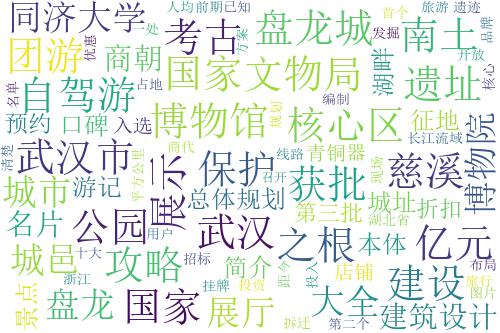 同济大学
人均前期已知
旅游 遗迹
首个
团游
优惠
处
考古
盘龙城
发掘
方案
南土
品牌
商朝
国家文物局
湖畔
开放
核心
自驾游
占地
遗址
名单
博物馆
编制
规划
预约
口碑
入选
核心区
征地
长江流域
博物院
清楚
武汉市
商代
青铜器
现场
展示
保护
线路
获批
召开
慈溪
平方公里
城市
游记
总体规划
城址
折扣
名片
公园
武汉
第三批
湖北省
用户
之根
本体
亿元
布局
城邑
攻略
简介
十大
招标
距今
投入
店铺
建设
旅行
景点
盘龙
浙江
国家
挂牌
投资
展厅
拆迁
大全
第二个
建筑设计
图片